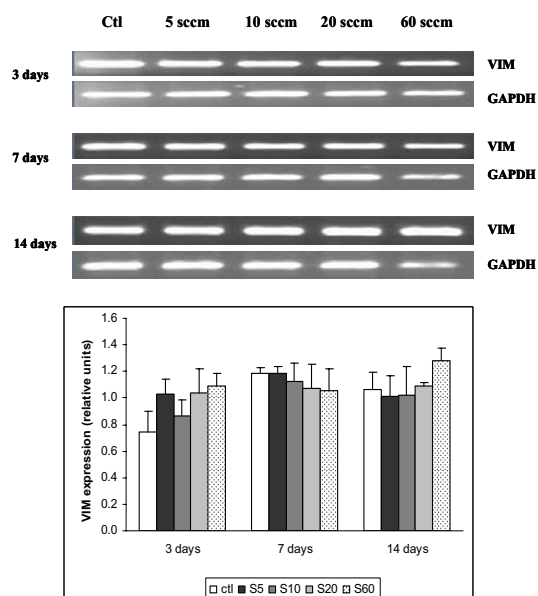 Ctl 5 sccm 10 sccm 20 sccm 60 sccm
3 days
VIM
GAPDH
7 days
VIM
GAPDH
14 days
VIM
GAPDH
VIM expression (relative units)
1.6
1.4
1.2
1.0
0.8
0.6
0.4
0.2
0.0
3 days 7 days 14 days
ctl S5 S10 S20 S60